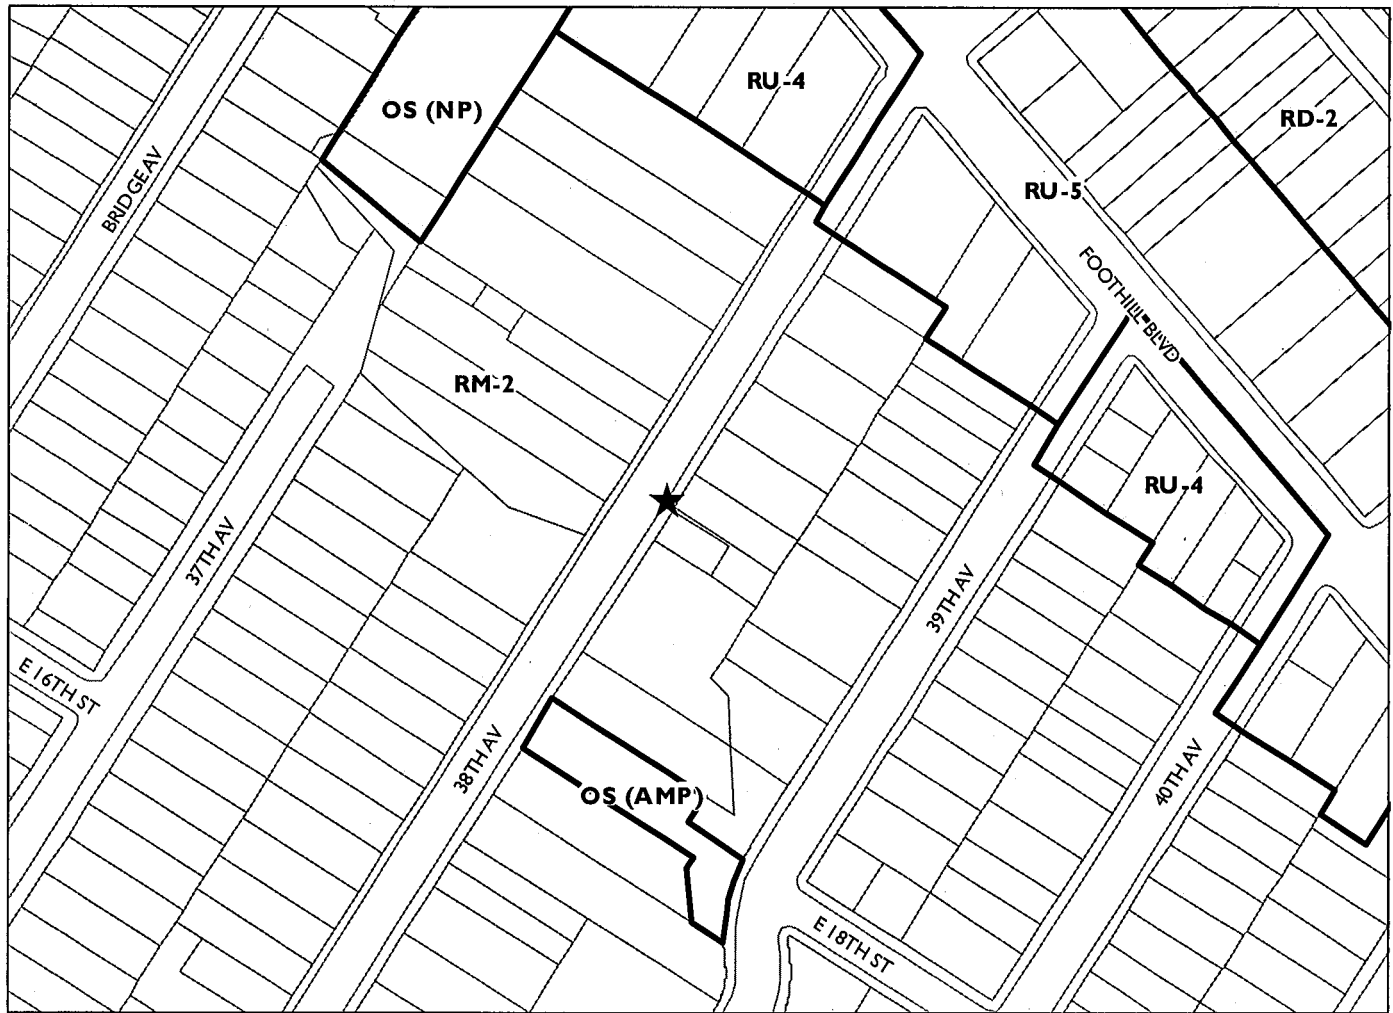 RU-4
OS (NP)
RD-2
BRIDGE AV
RU-5
FOOTHILL BLVD
RM-2
RU-4
37TH AV
39TH AV
E 16TH ST
38TH AV
40TH AV
OS (AMP)
E 18TH ST